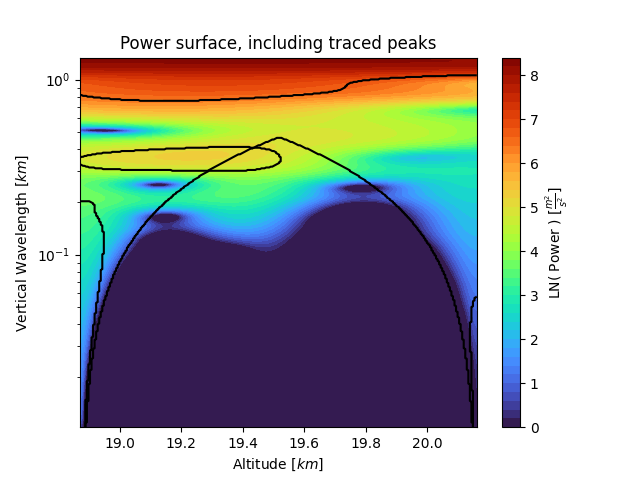 Power surface, including traced peaks
Vertical Wavelength [km]
10⁰
10⁻¹
19.0 19.2 19.4 19.6 19.8 20.0
Altitude [km]
8
7
6
5
4
3
2
1
0
LN( Power ) [m²/s²]